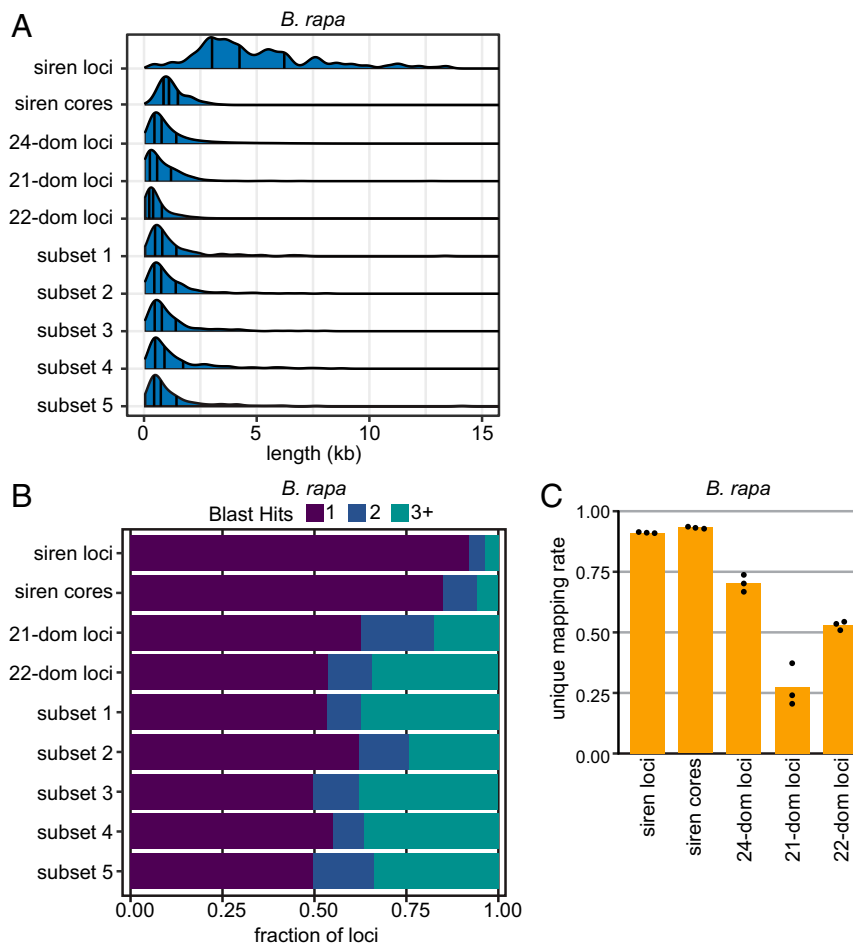 A
B. rapa
siren loci
siren cores
24-dom loci
21-dom loci
22-dom loci
subset 1
subset 2
subset 3
subset 4
subset 5
0 5 10 15
length (kb)
B
B. rapa
Blast Hits 1 2 3+
siren loci
siren cores
21-dom loci
22-dom loci
subset 1
subset 2
subset 3
subset 4
subset 5
0.00 0.25 0.50 0.75 1.00
fraction of loci
C
B. rapa
unique mapping rate
1.00
0.75
0.50
0.25
0.00
siren loci
siren cores
24-dom loci
21-dom loci
22-dom loci